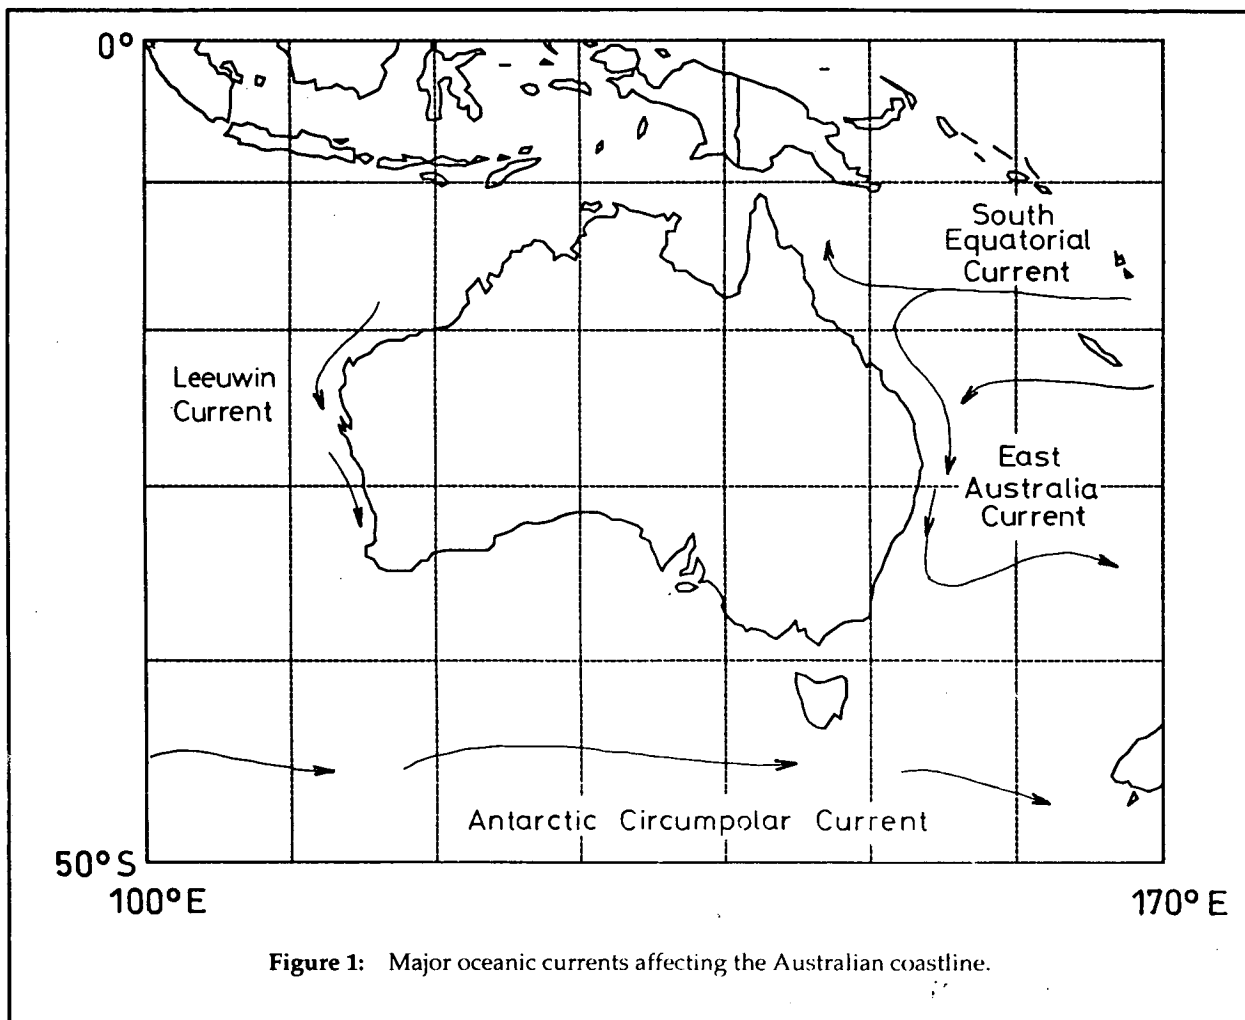 0°
South
Equatorial
Current
Leeuwin
Current
East
Australia
Current
Antarctic Circumpolar Current
50°S
100°E
170°E
Figure 1: Major oceanic currents affecting the Australian coastline.